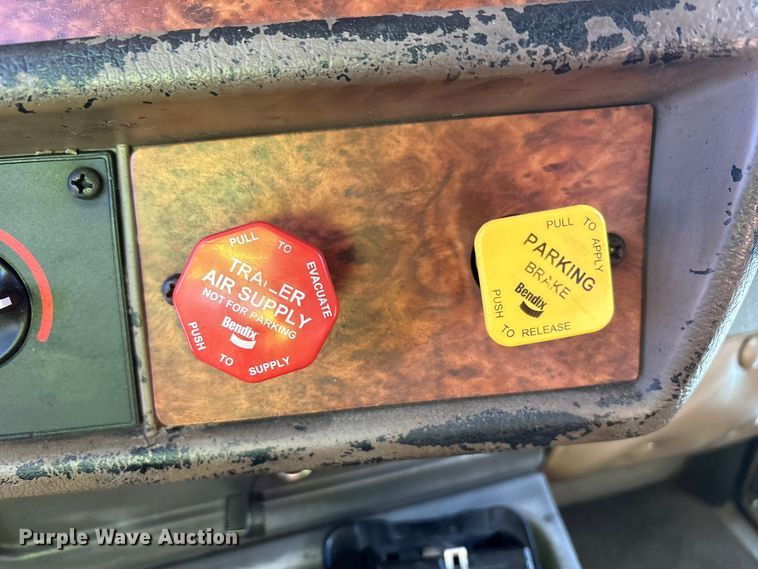 PULL TO EVACUATE
TRAILER
AIR SUPPLY
NOT FOR PARKING
Bendix
PUSH TO SUPPLY
PULL TO APPLY
PARKING
BRAKE
Bendix
PUSH TO RELEASE
Purple Wave Auction